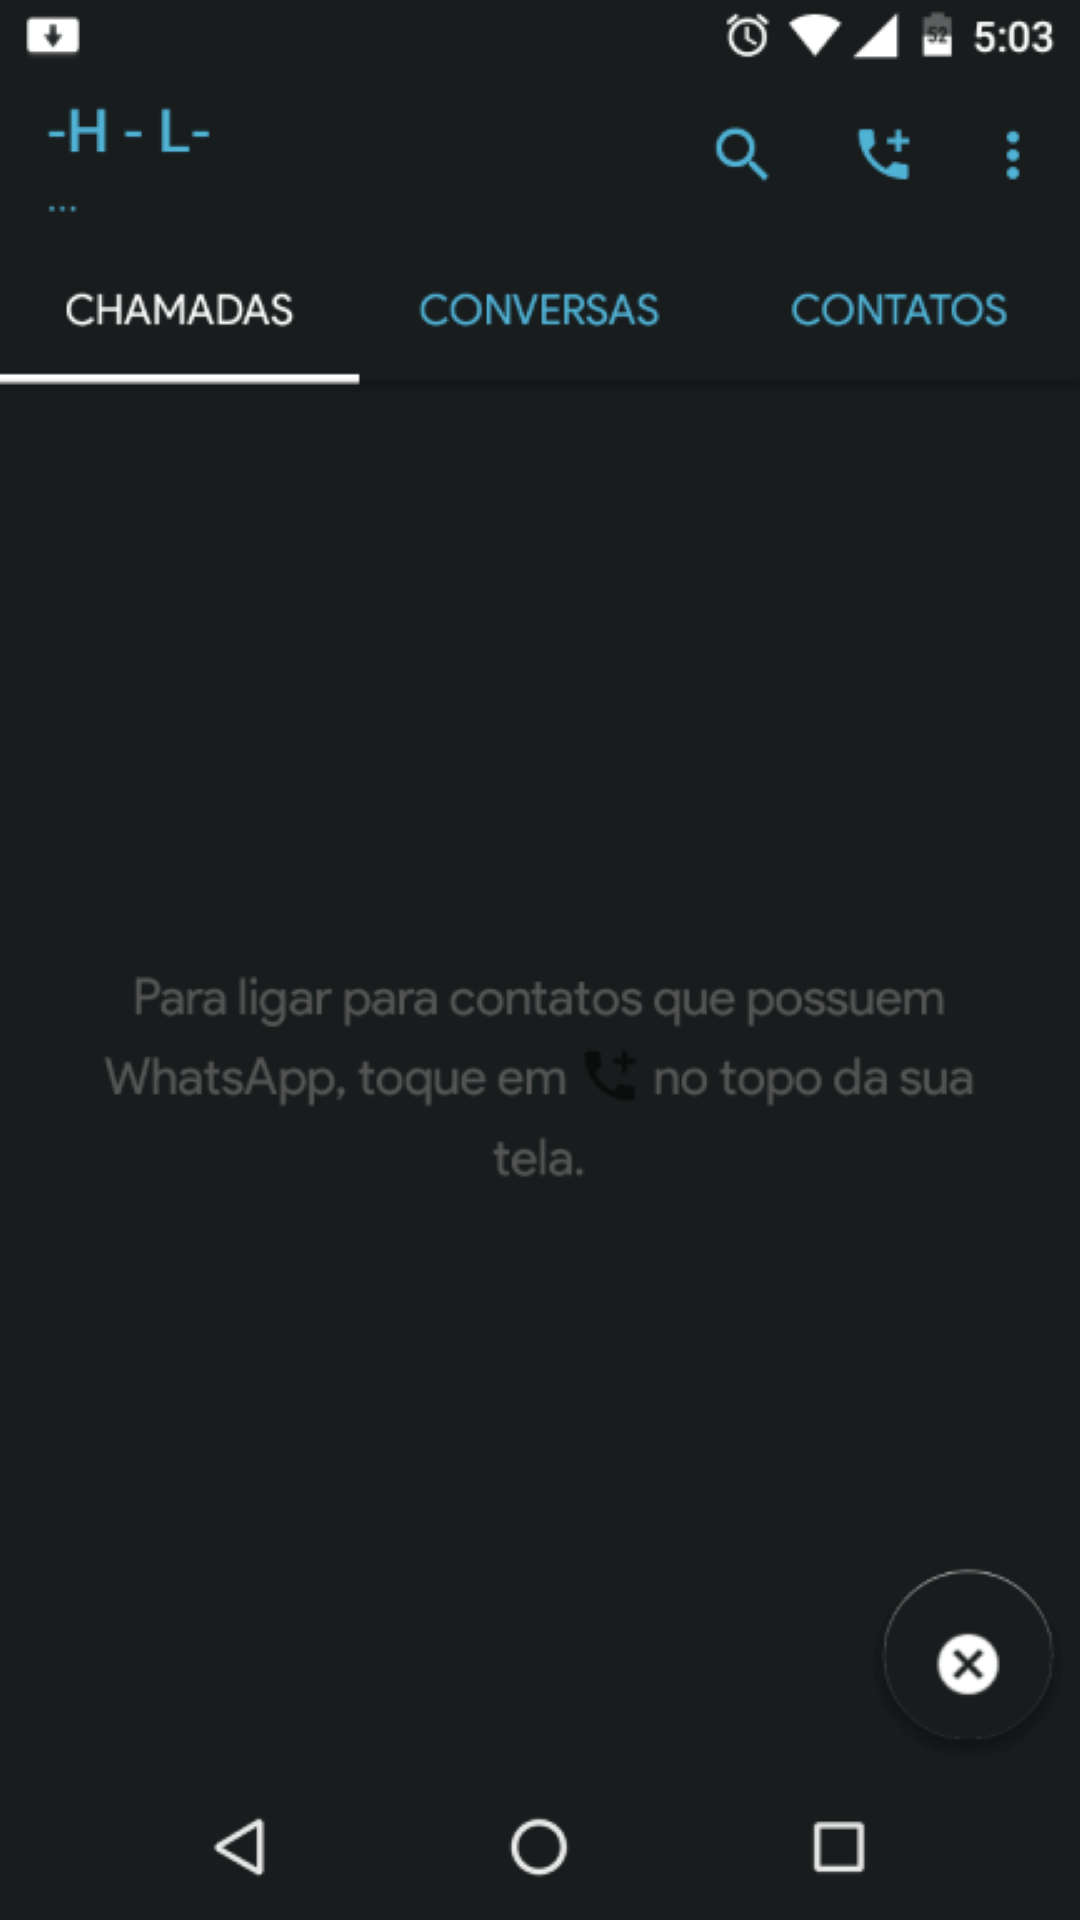 52 5:03
-H - L-
...
CHAMADAS CONVERSAS CONTATOS
Para ligar para contatos que possuem
WhatsApp, toque em no topo da sua
tela.